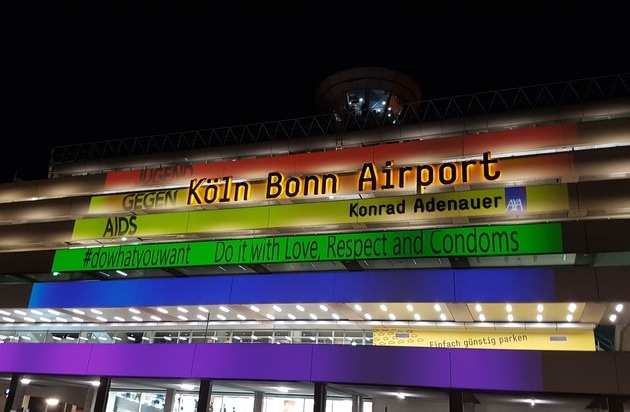 JUGEND
GEGEN
AIDS
Köln Bonn Airport
Konrad Adenauer
AXA
#dowhatyouwant Do it with Love, Respect and Condoms
Einfach günstig parken